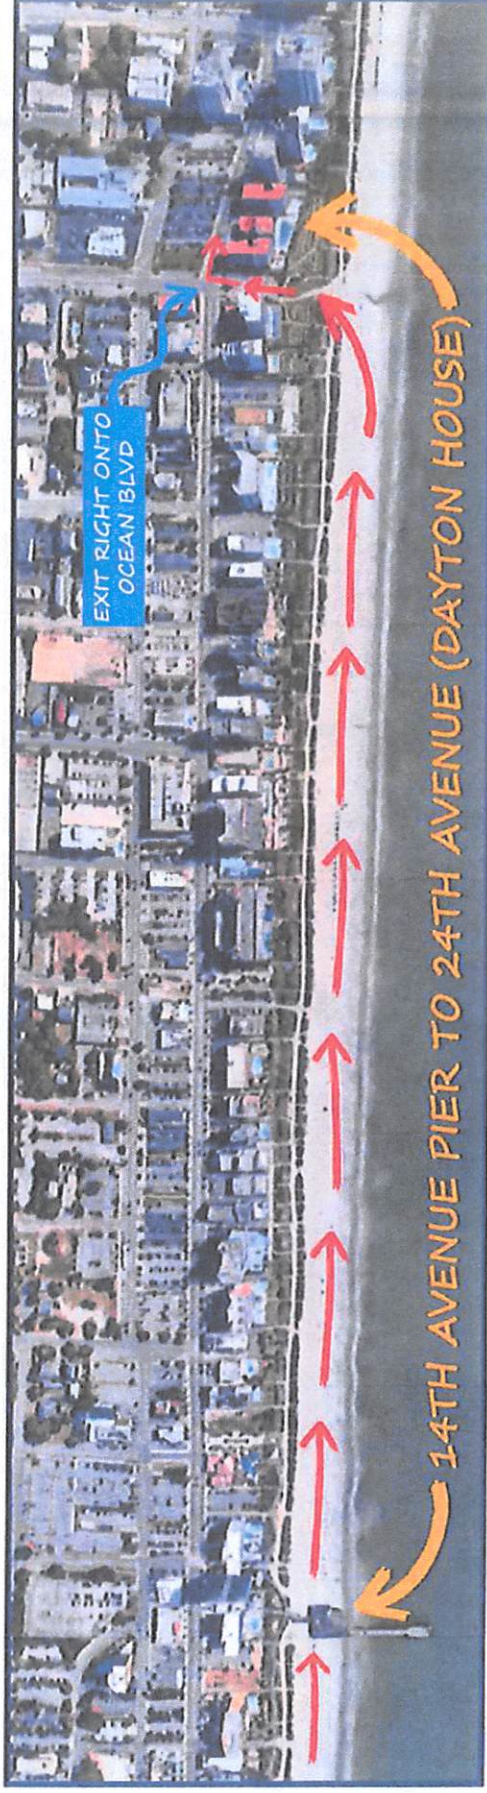 EXIT RIGHT ONTO
OCEAN BLVD
14TH AVENUE PIER TO 24TH AVENUE (DAYTON HOUSE)